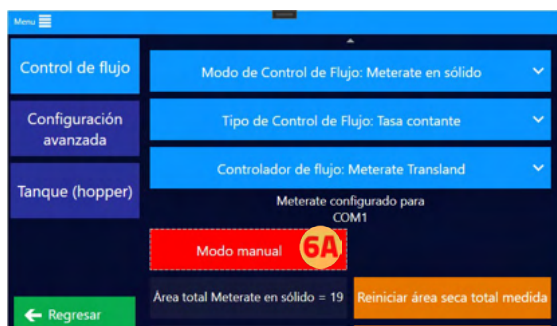 Menu
Control de flujo
Configuración
avanzada
Tanque (hopper)
Regresar
Modo de Control de Flujo: Meterate en sólido
Tipo de Control de Flujo: Tasa contante
Controlador de flujo: Meterate Transland
Meterate configurado para
COM1
Modo manual
6A
Área total Meterate en sólido = 19
Reiniciar área seca total medida